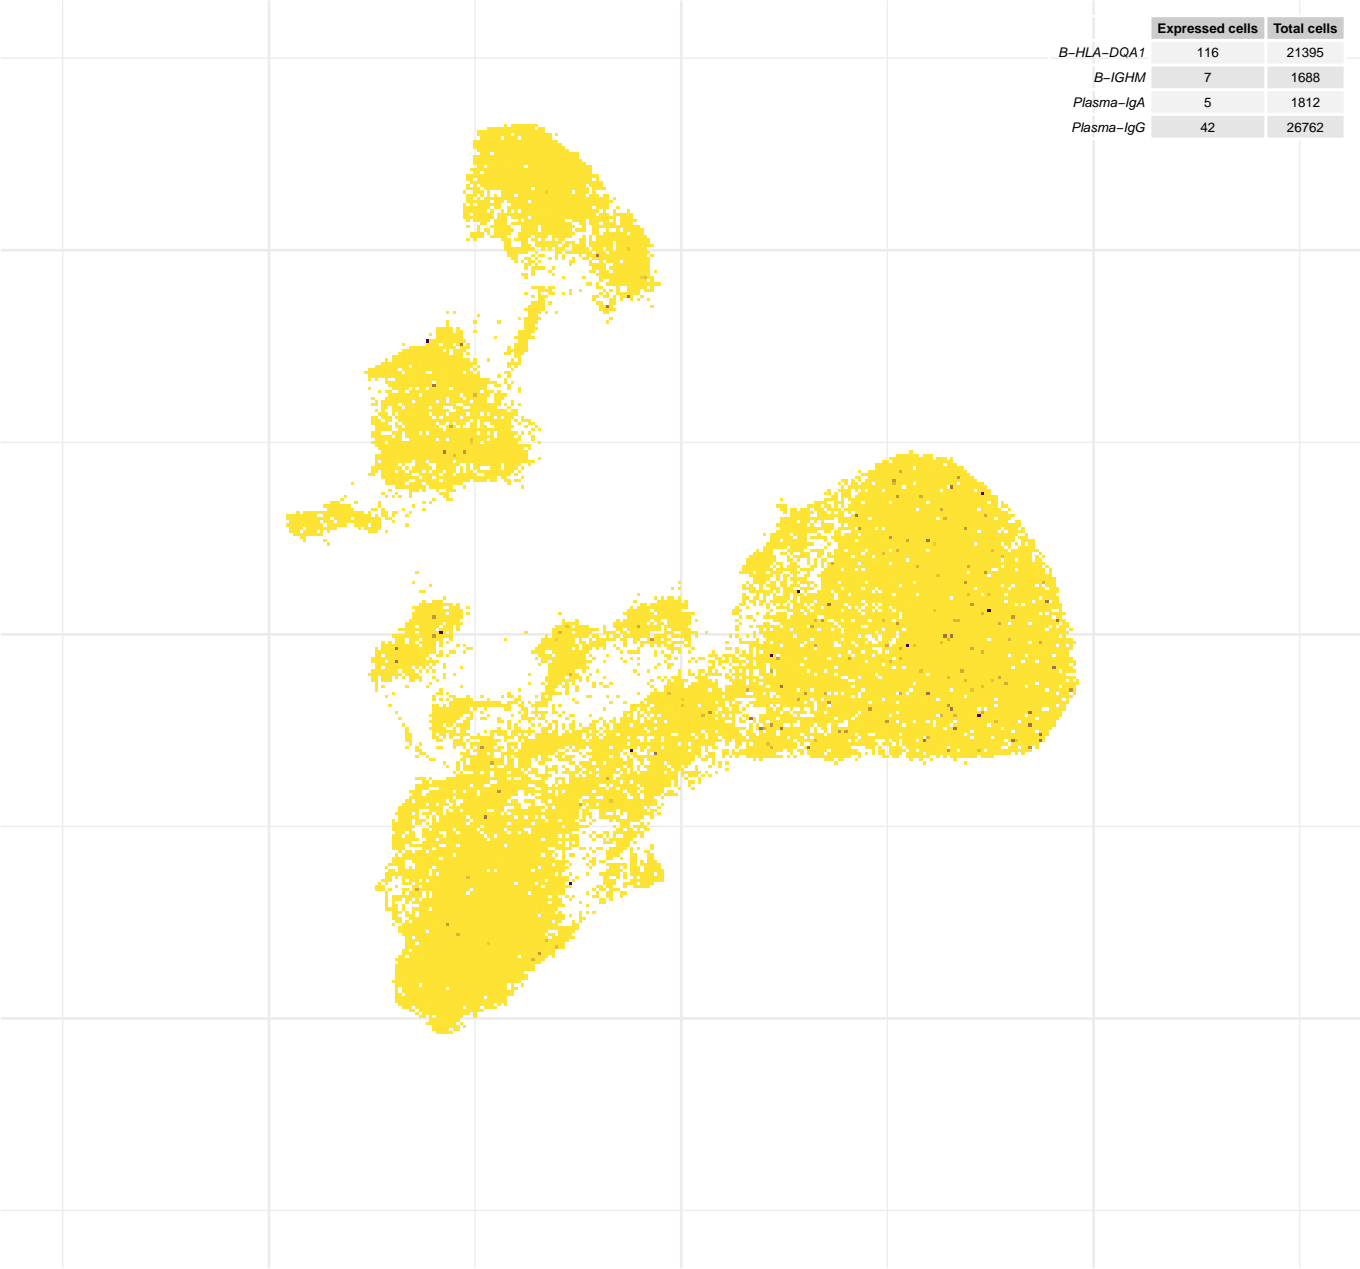 Expressed cells Total cells
B−HLA−DQA1 116 21395
B−IGHM 7 1688
Plasma−IgA 5 1812
Plasma−IgG 42 26762